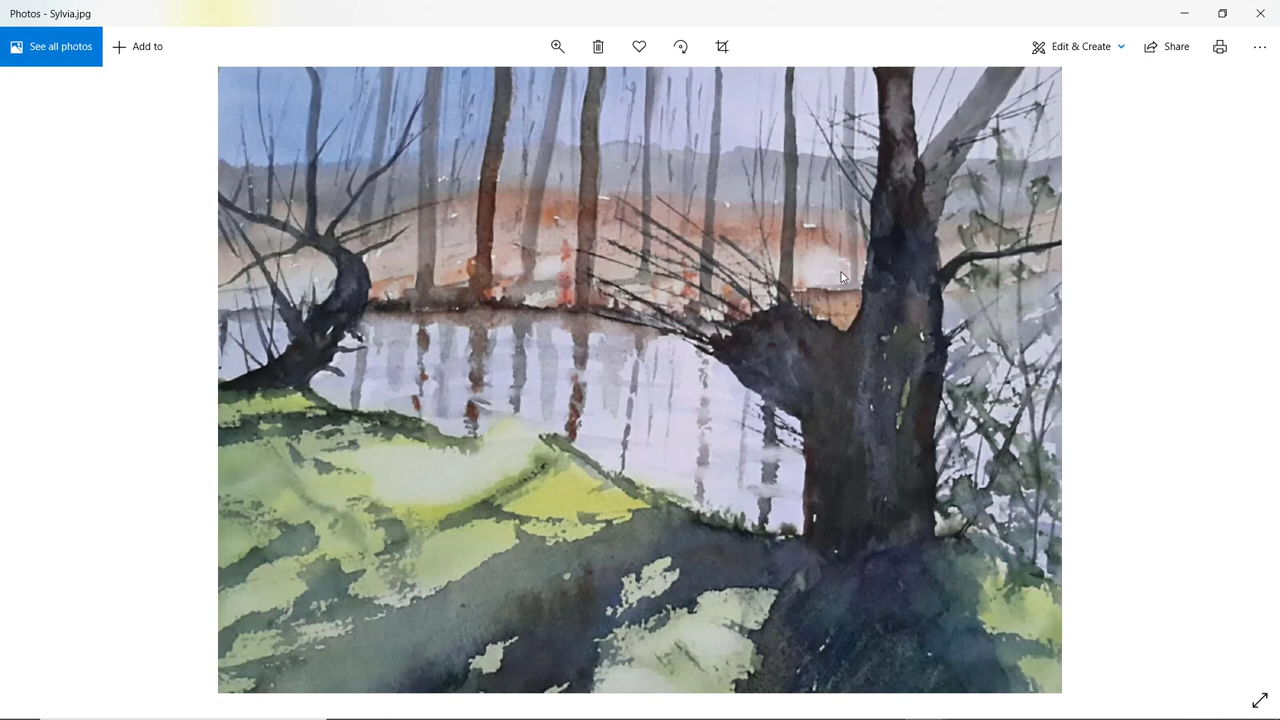 Photos - Sylvia.jpg
See all photos
Add to
Edit & Create
Share